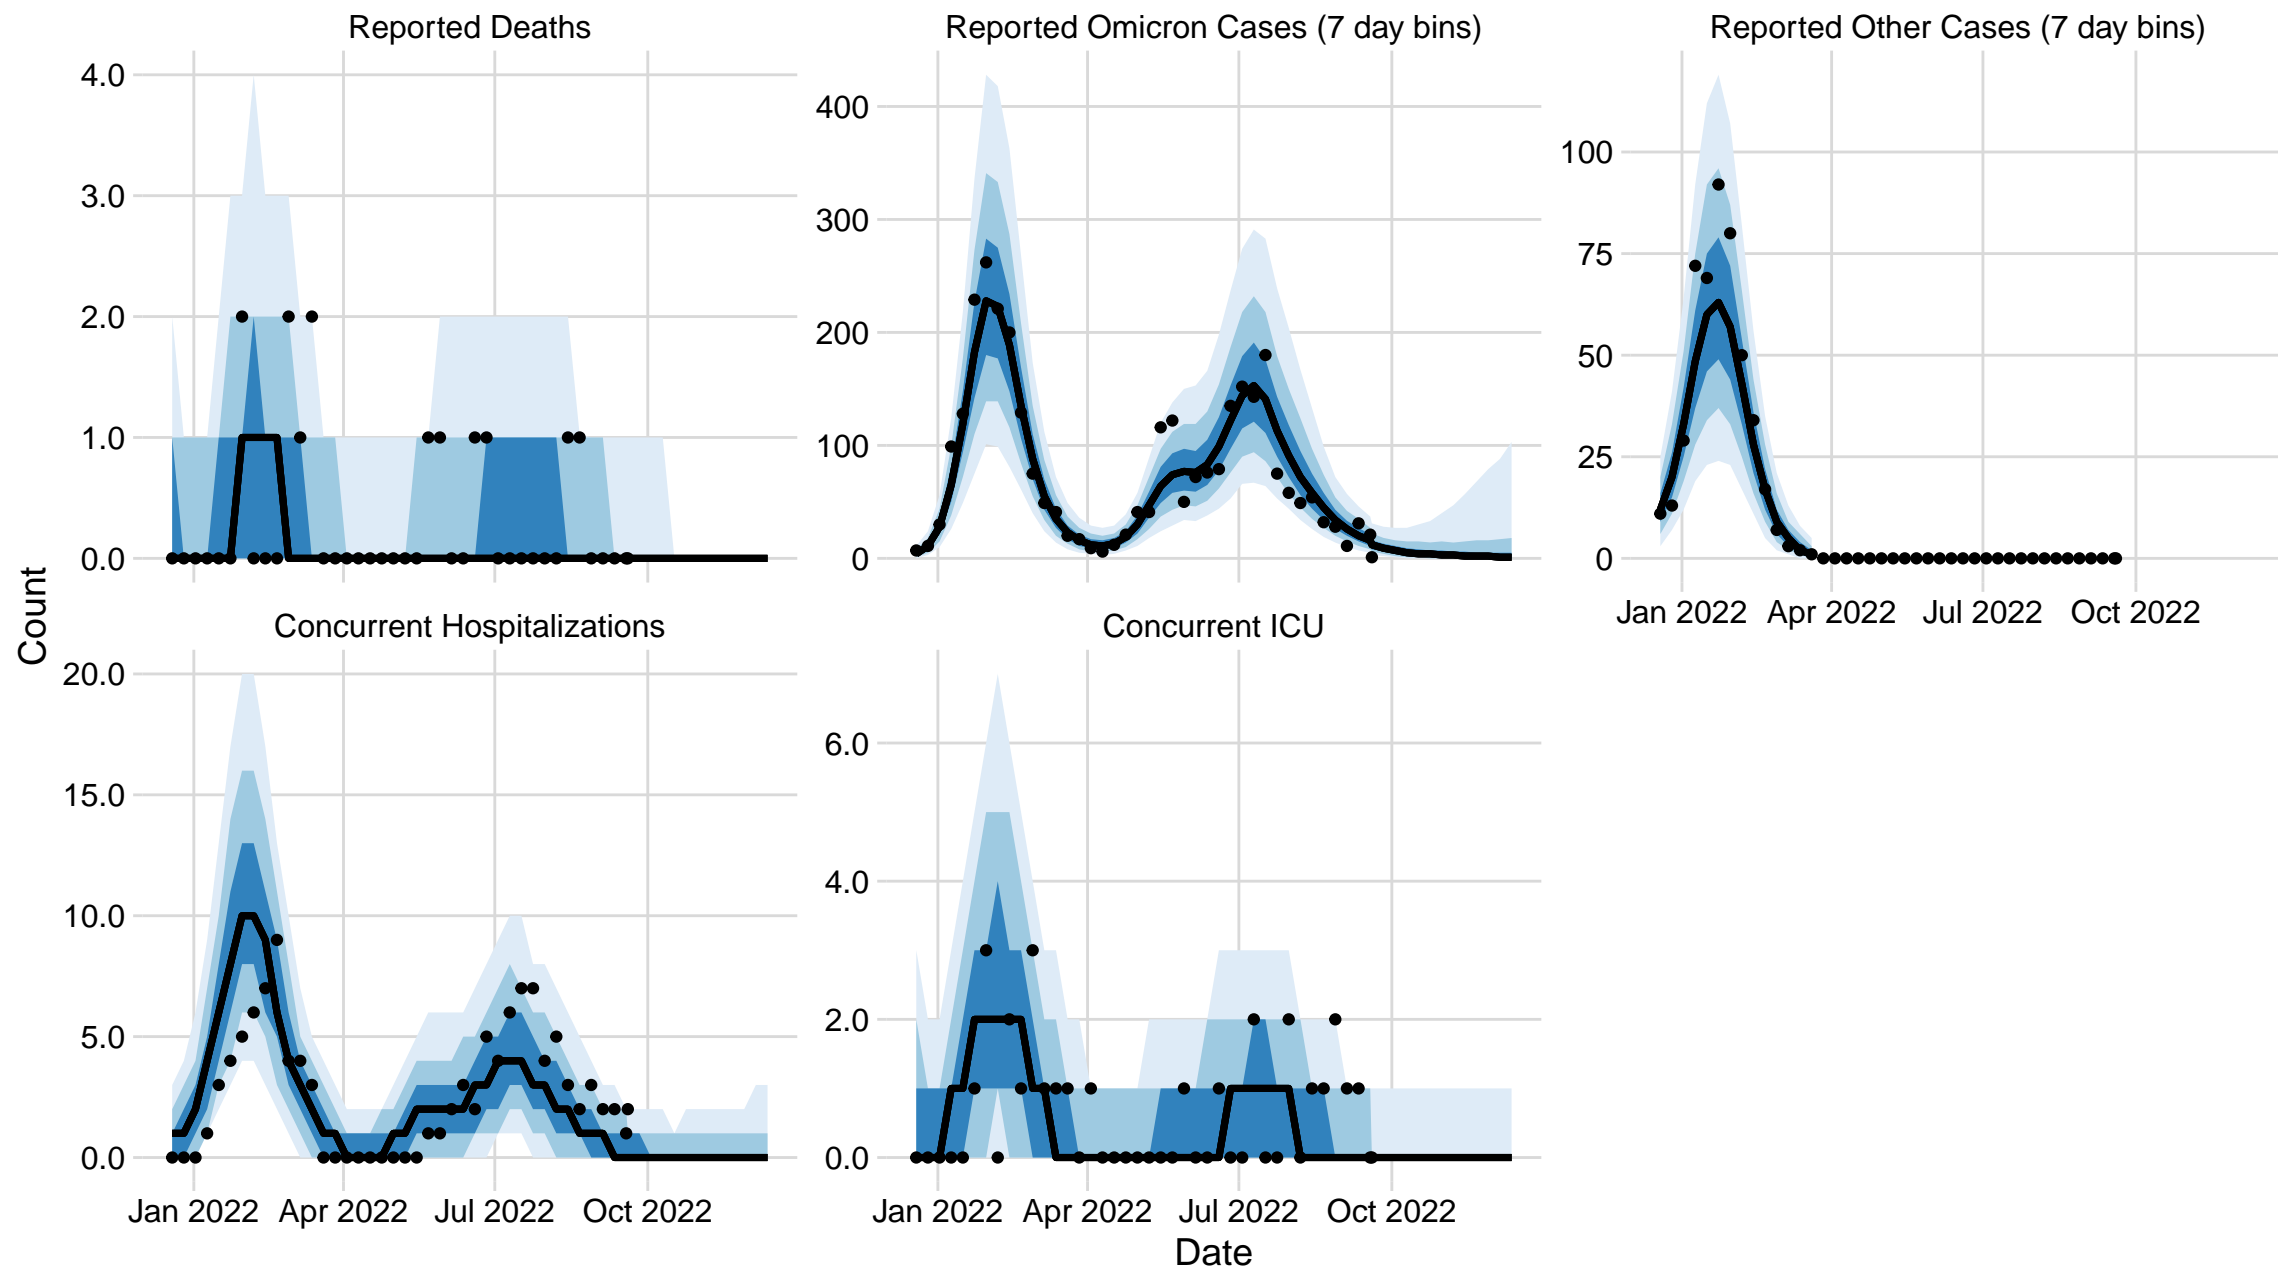 Reported Deaths
Reported Omicron Cases (7 day bins)
Reported Other Cases (7 day bins)
4.0
3.0
2.0
1.0
0.0
400
300
200
100
0
100
75
50
25
0
Jan 2022 Apr 2022 Jul 2022 Oct 2022
Count
Concurrent Hospitalizations
Concurrent ICU
20.0
15.0
10.0
5.0
0.0
6.0
4.0
2.0
0.0
Jan 2022 Apr 2022 Jul 2022 Oct 2022
Jan 2022 Apr 2022 Jul 2022 Oct 2022
Date